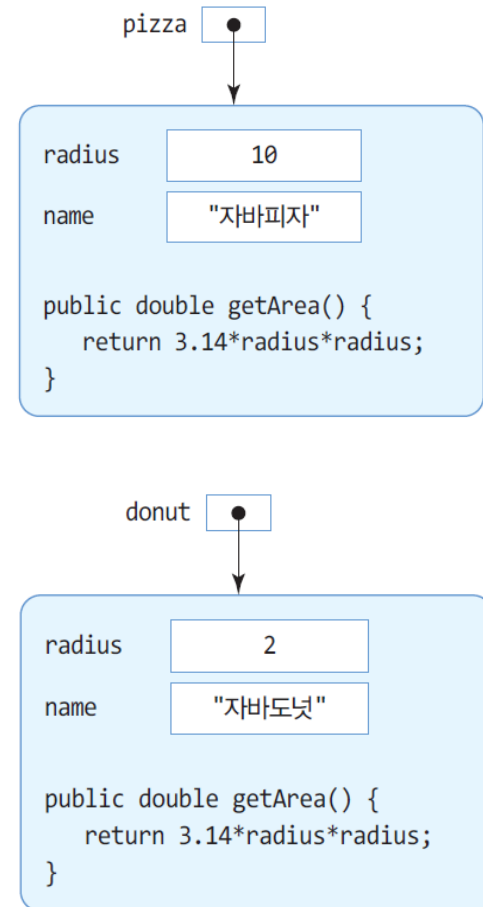 pizza
radius 10
name "자바피자"
public double getArea() {
return 3.14*radius*radius;
}
donut
radius 2
name "자바도넛"
public double getArea() {
return 3.14*radius*radius;
}